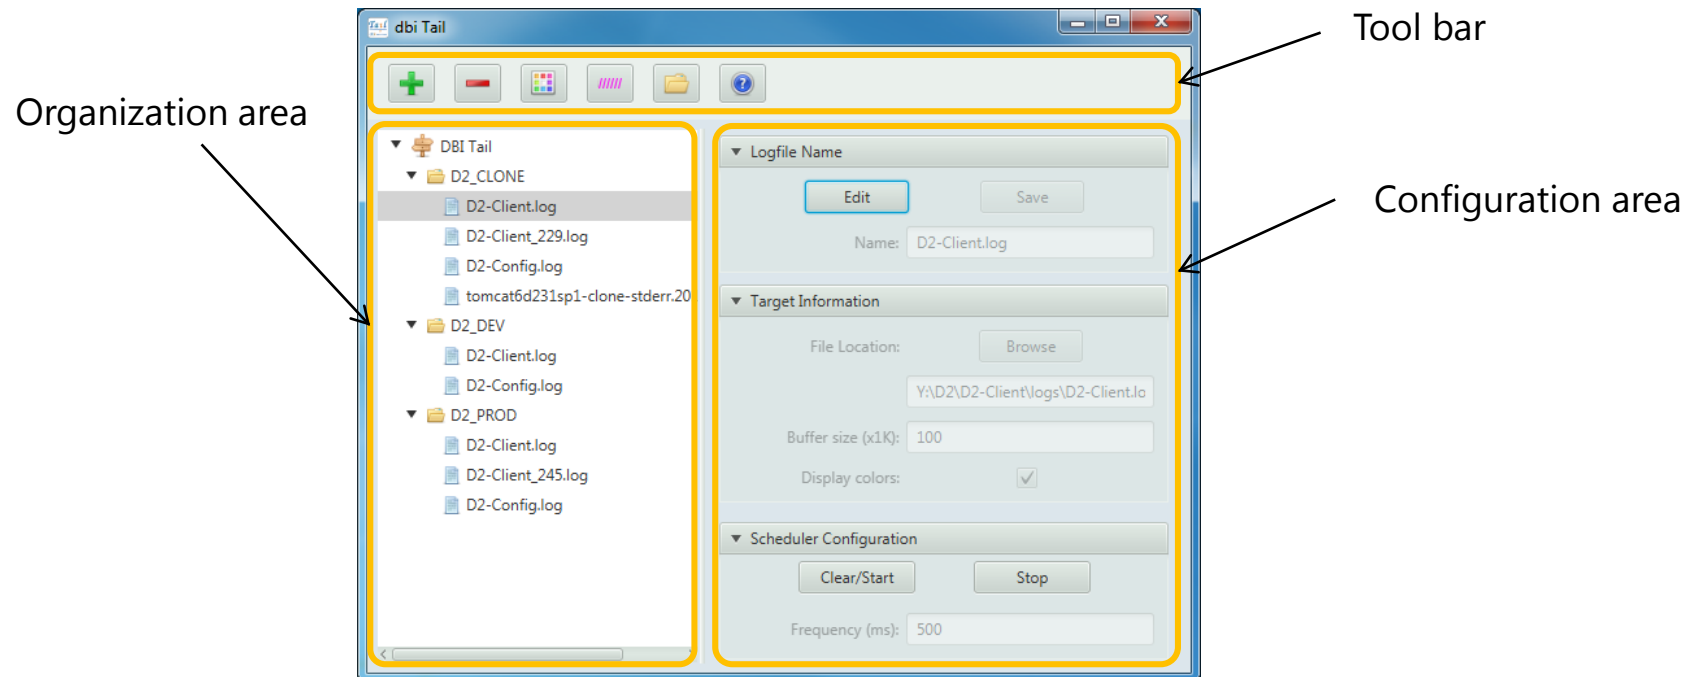 dbi Tail
Tool bar
Organization area
DBI Tail
D2_CLONE
D2-Client.log
D2-Client_229.log
D2-Config.log
tomcat6d231sp1-clone-stderr.20
D2_DEV
D2-Client.log
D2-Config.log
D2_PROD
D2-Client.log
D2-Client_245.log
D2-Config.log
Logfile Name
Edit Save
Name: D2-Client.log
Target Information
File Location: Browse
Y:\D2\D2-Client\logs\D2-Client.lo
Buffer size (x1K): 100
Display colors:
Scheduler Configuration
Clear/Start Stop
Frequency (ms): 500
Configuration area